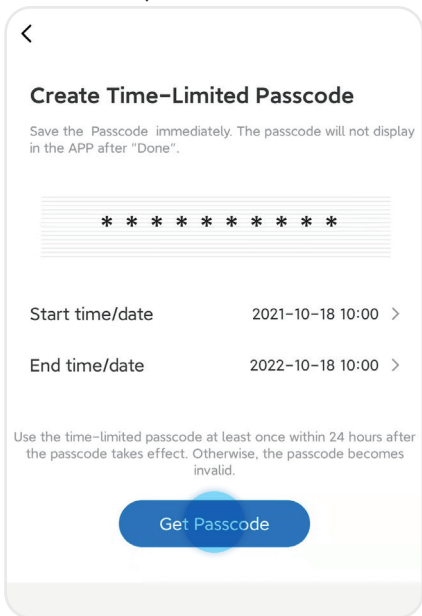 Create Time-Limited Passcode
Save the Passcode immediately. The passcode will not display
in the APP after "Done".
* * * * * * * * * *
Start time/date 2021-10-18 10:00 >
End time/date 2022-10-18 10:00 >
Use the time-limited passcode at least once within 24 hours after
the passcode takes effect. Otherwise, the passcode becomes
invalid.
Get Passcode